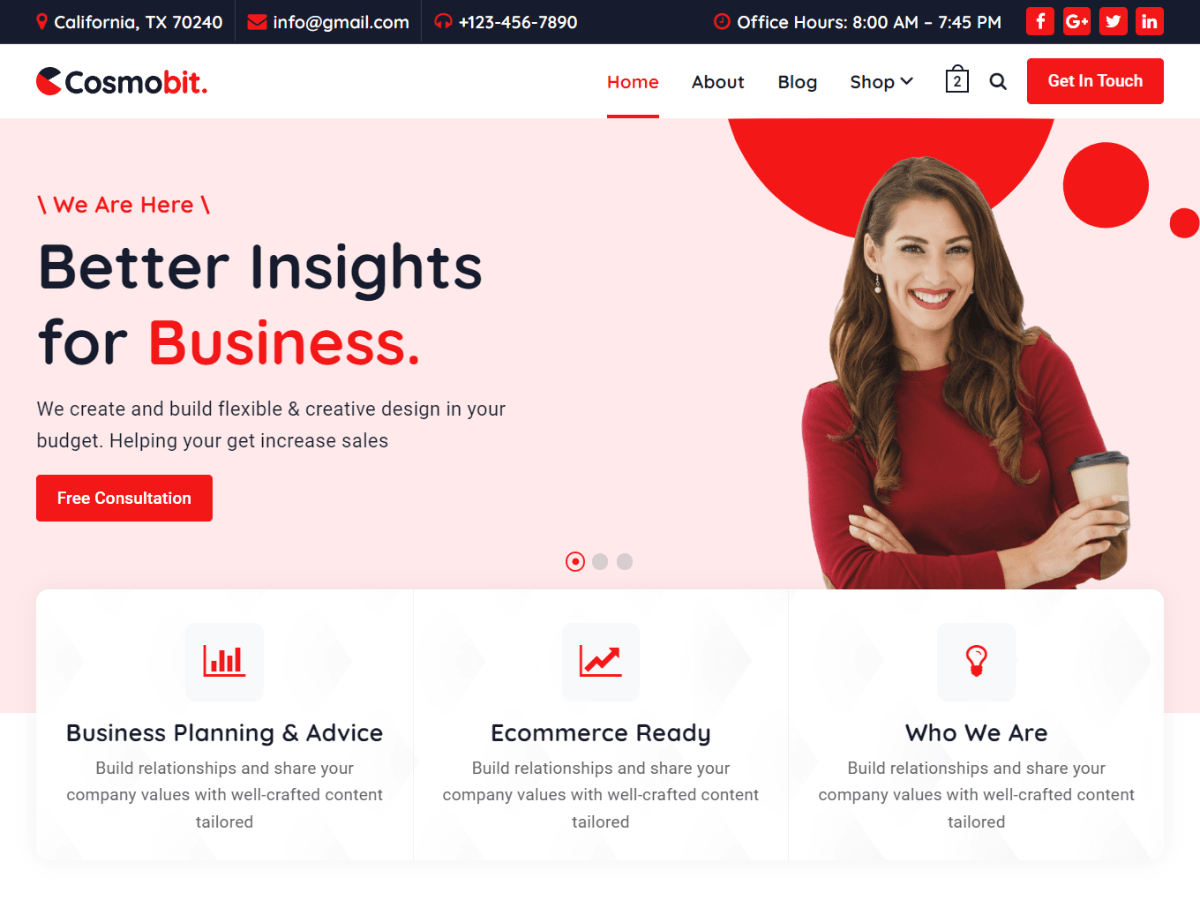 California, TX 70240
info@gmail.com
+123-456-7890
Office Hours: 8:00 AM – 7:45 PM
Cosmobit.
Home
About
Blog
Shop
2
Get In Touch
\ We Are Here \
Better Insights
for Business.
We create and build flexible & creative design in your
budget. Helping your get increase sales
Free Consultation
Business Planning & Advice
Build relationships and share your
company values with well-crafted content
tailored
Ecommerce Ready
Build relationships and share your
company values with well-crafted content
tailored
Who We Are
Build relationships and share your
company values with well-crafted content
tailored